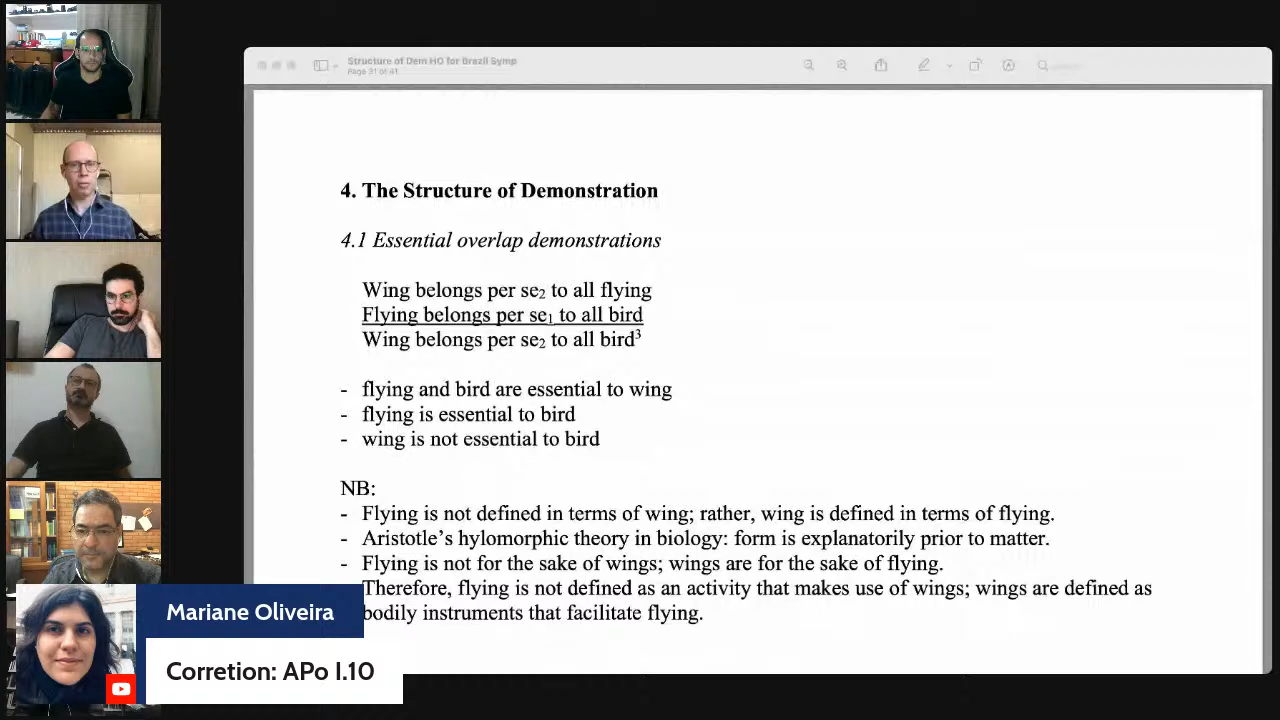 Structure of Dem HO for Brazil Symp
Page 31 of 41
4. The Structure of Demonstration
4.1 Essential overlap demonstrations
Wing belongs per se₂ to all flying
Flying belongs per se₁ to all bird
Wing belongs per se₂ to all bird³
- flying and bird are essential to wing
- flying is essential to bird
- wing is not essential to bird
NB:
- Flying is not defined in terms of wing; rather, wing is defined in terms of flying.
- Aristotle's hylomorphic theory in biology: form is explanatorily prior to matter.
- Flying is not for the sake of wings; wings are for the sake of flying.
Therefore, flying is not defined as an activity that makes use of wings; wings are defined as
bodily instruments that facilitate flying.
Mariane Oliveira
Corretion: APo I.10